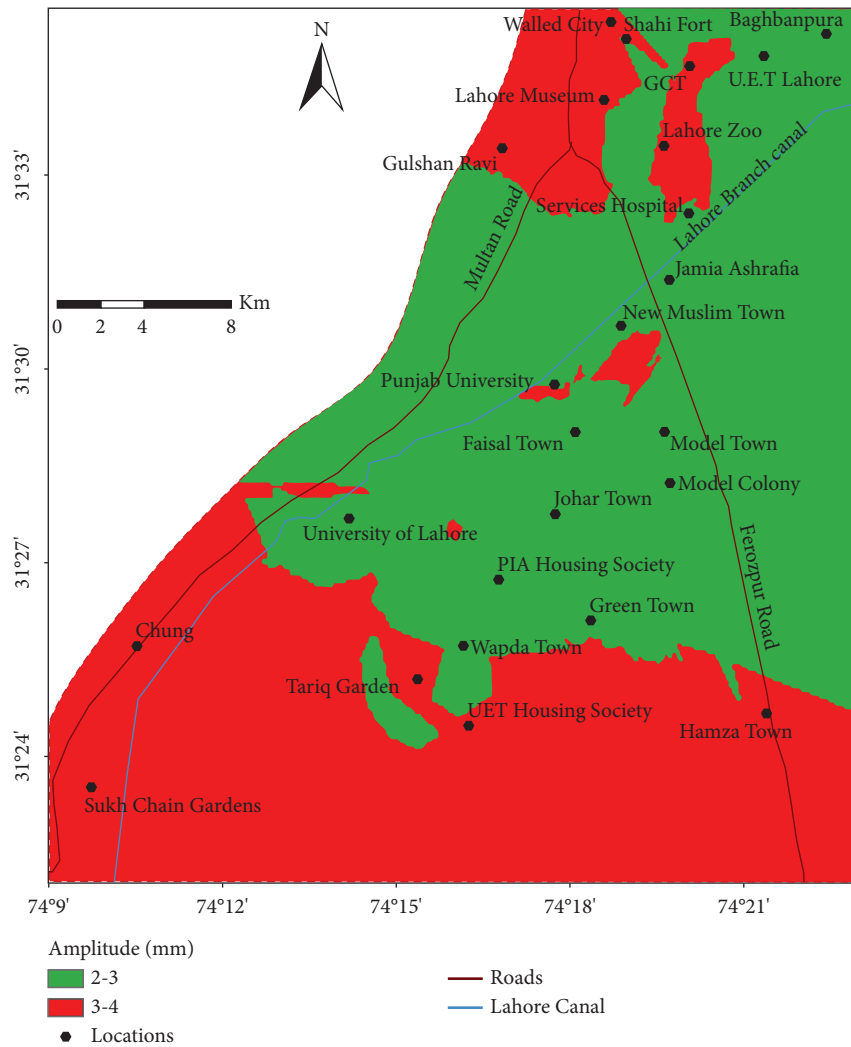 N
Walled City
Shahi Fort
Baghbanpura
GCT
U.E.T Lahore
Lahore Museum
Lahore Zoo
Gulshan Ravi
Services Hospital
Lahore Branch canal
Multan Road
Jamia Ashrafia
Km
0 2 4 8
New Muslim Town
Punjab University
Faisal Town
Model Town
Model Colony
Johar Town
University of Lahore
PIA Housing Society
Ferozpur Road
Green Town
Chung
Wapda Town
Tariq Garden
UET Housing Society
Hamza Town
Sukh Chain Gardens
31°33'
31°30'
31°27'
31°24'
74°9' 74°12' 74°15' 74°18' 74°21'
Amplitude (mm)
2-3
3-4
Locations
Roads
Lahore Canal